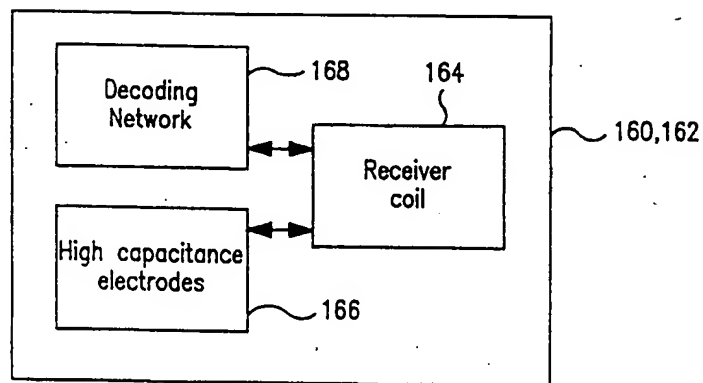 168
164
Decoding
Network
160,162
Receiver
coil
High capacitance
electrodes
166